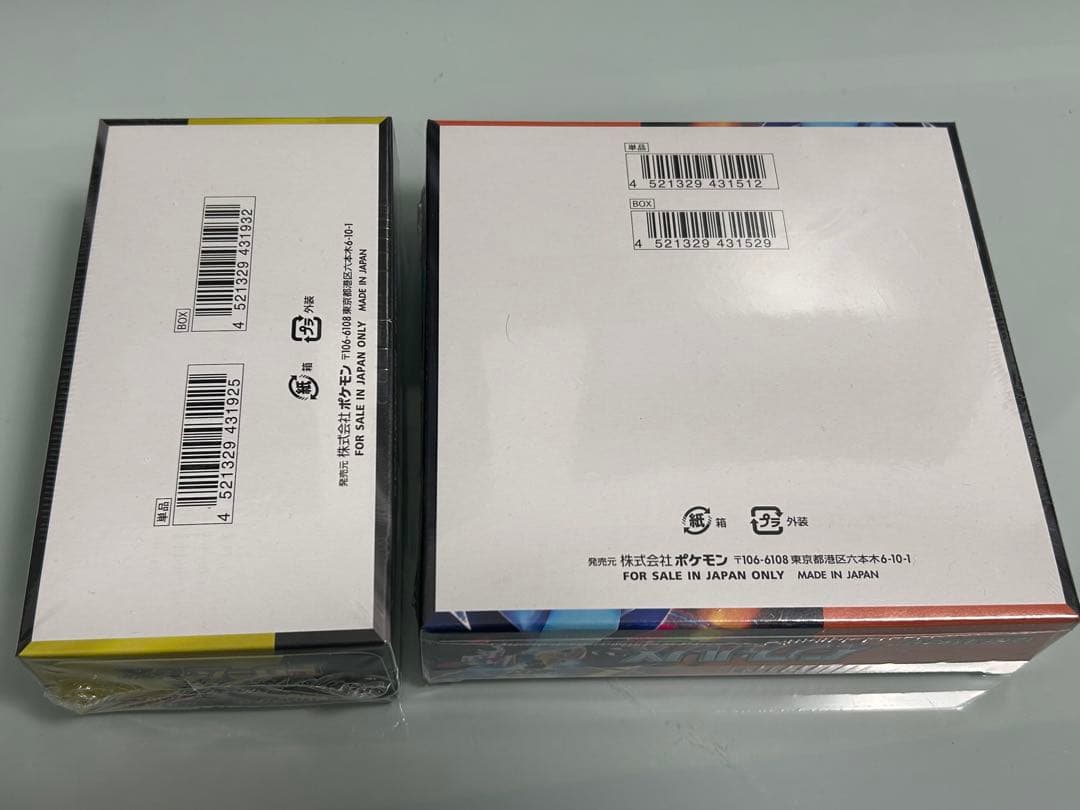 BOX
4 521329 431932
単品
4 521329 431925
プラ 外装
紙 箱
発売元 株式会社ポケモン 〒106-6108 東京都港区六本木6-10-1
FOR SALE IN JAPAN ONLY MADE IN JAPAN
単品
4 521329 431512
BOX
4 521329 431529
紙 箱 プラ 外装
発売元 株式会社ポケモン 〒106-6108 東京都港区六本木6-10-1
FOR SALE IN JAPAN ONLY MADE IN JAPAN